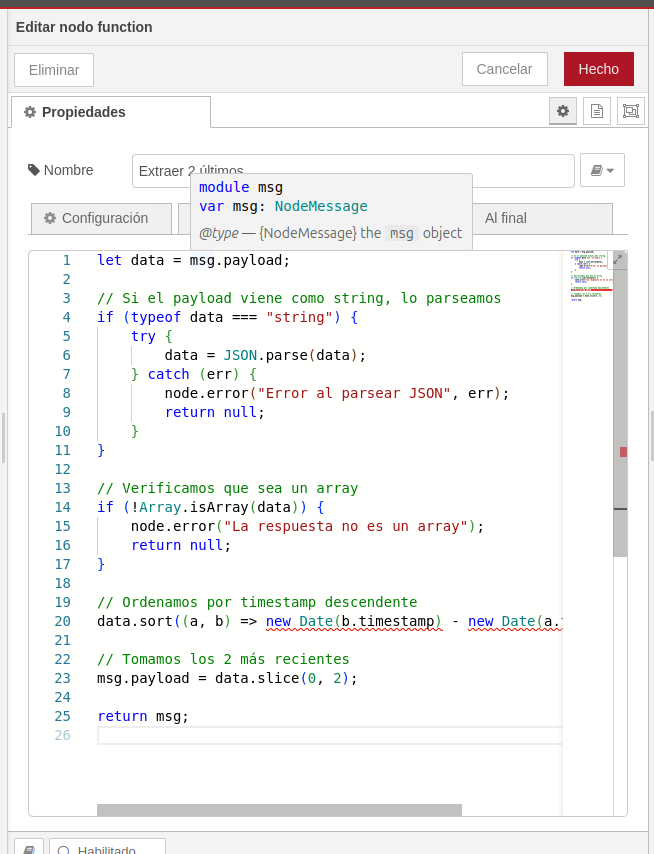 Editar nodo function
Eliminar
Cancelar
Hecho
Propiedades
Nombre
Extraer 2 últimos
module msg
var msg: NodeMessage
@type — {NodeMessage} the msg object
Configuración
Al final
1 let data = msg.payload;
2
3 // Si el payload viene como string, lo parseamos
4 if (typeof data === "string") {
5 try {
6 data = JSON.parse(data);
7 } catch (err) {
8 node.error("Error al parsear JSON", err);
9 return null;
10 }
11 }
12
13 // Verificamos que sea un array
14 if (!Array.isArray(data)) {
15 node.error("La respuesta no es un array");
16 return null;
17 }
18
19 // Ordenamos por timestamp descendente
20 data.sort((a, b) => new Date(b.timestamp) - new Date(a.
21
22 // Tomamos los 2 más recientes
23 msg.payload = data.slice(0, 2);
24
25 return msg;
26
Habilitado